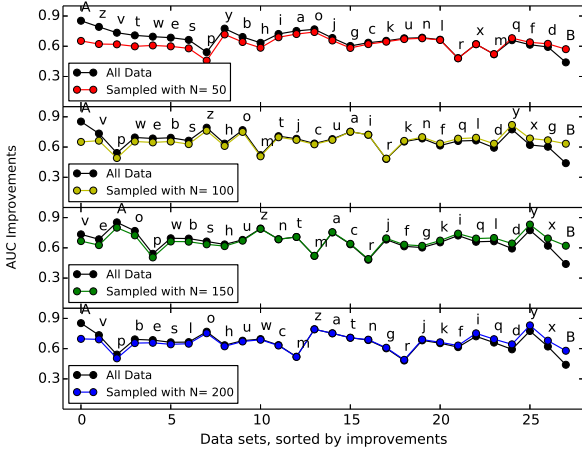 AUC Improvements
0.9
0.6
0.3
A z v t w e s p y b h i a o j g c k u n l r x m q f d B
All Data
Sampled with N= 50
0.9
0.6
0.3
A v p w b s e z h o m t j c u a i r k n f q l d y x g B
All Data
Sampled with N= 100
0.9
0.6
0.3
v e A o p w b s h u z n t m a c r j f g k i q l d y x B
All Data
Sampled with N= 150
0.9
0.6
0.3
A v p b e s l o h u w c m z a t n g r j k f i q d y x B
All Data
Sampled with N= 200
0 5 10 15 20 25
Data sets, sorted by improvements